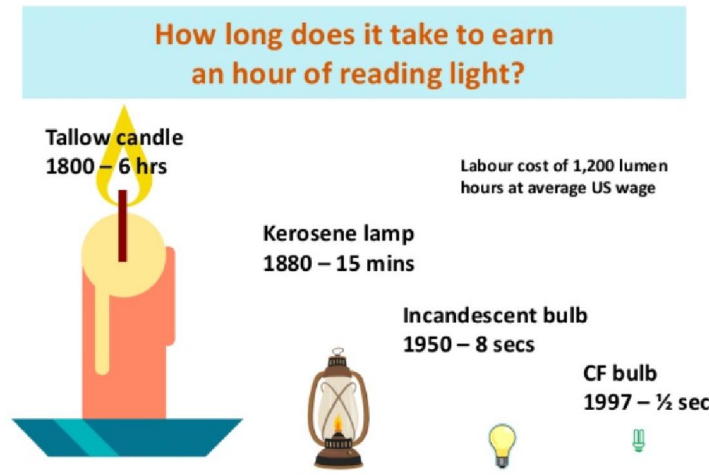 How long does it take to earn
an hour of reading light?
Tallow candle
1800 – 6 hrs
Labour cost of 1,200 lumen
hours at average US wage
Kerosene lamp
1880 – 15 mins
Incandescent bulb
1950 – 8 secs
CF bulb
1997 – ½ sec